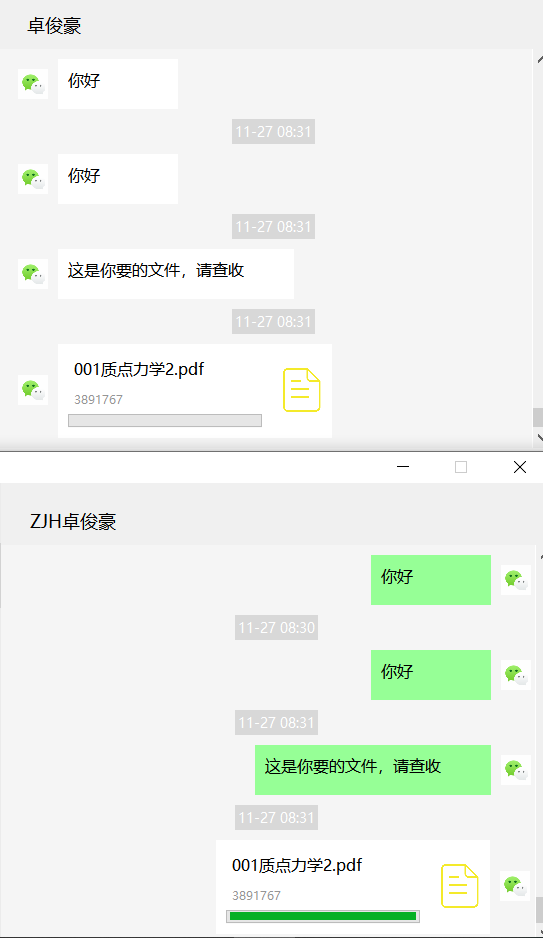 卓俊豪
你好
11-27 08:31
你好
11-27 08:31
这是你要的文件，请查收
11-27 08:31
001质点力学2.pdf
3891767
ZJH卓俊豪
你好
11-27 08:30
你好
11-27 08:31
这是你要的文件，请查收
11-27 08:31
001质点力学2.pdf
3891767